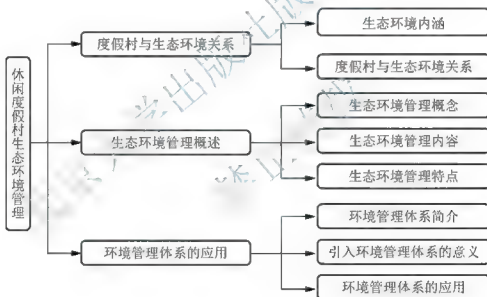 休闲度假村生态环境管理
度假村与生态环境关系
生态环境内涵
度假村与生态环境关系
生态环境管理概述
生态环境管理概念
生态环境管理内容
生态环境管理特点
环境管理体系的应用
环境管理体系简介
引入环境管理体系的意义
环境管理体系的应用